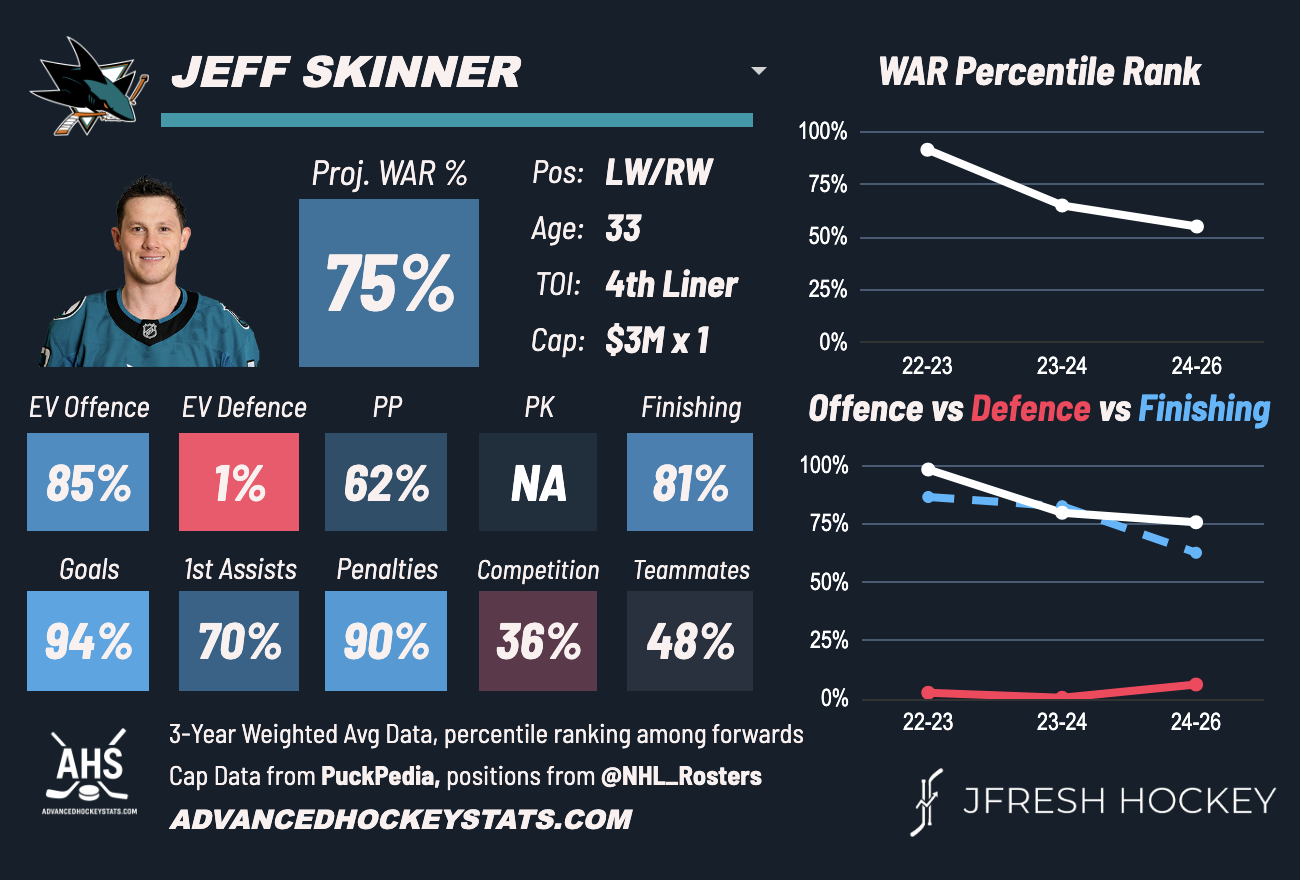 JEFF SKINNER
Proj. WAR %
75%
Pos: LW/RW
Age: 33
TOI: 4th Liner
Cap: $3M x 1
EV Offence EV Defence PP PK Finishing
85% 1% 62% NA 81%
Goals 1st Assists Penalties Competition Teammates
94% 70% 90% 36% 48%
WAR Percentile Rank
100%
75%
50%
25%
0%
22-23 23-24 24-26
Offence vs Defence vs Finishing
100%
75%
50%
25%
0%
22-23 23-24 24-26
AHS
ADVANCEDHOCKEYSTATS.COM
3-Year Weighted Avg Data, percentile ranking among forwards
Cap Data from PuckPedia, positions from @NHL_Rosters
ADVANCEDHOCKEYSTATS.COM
JFRESH HOCKEY